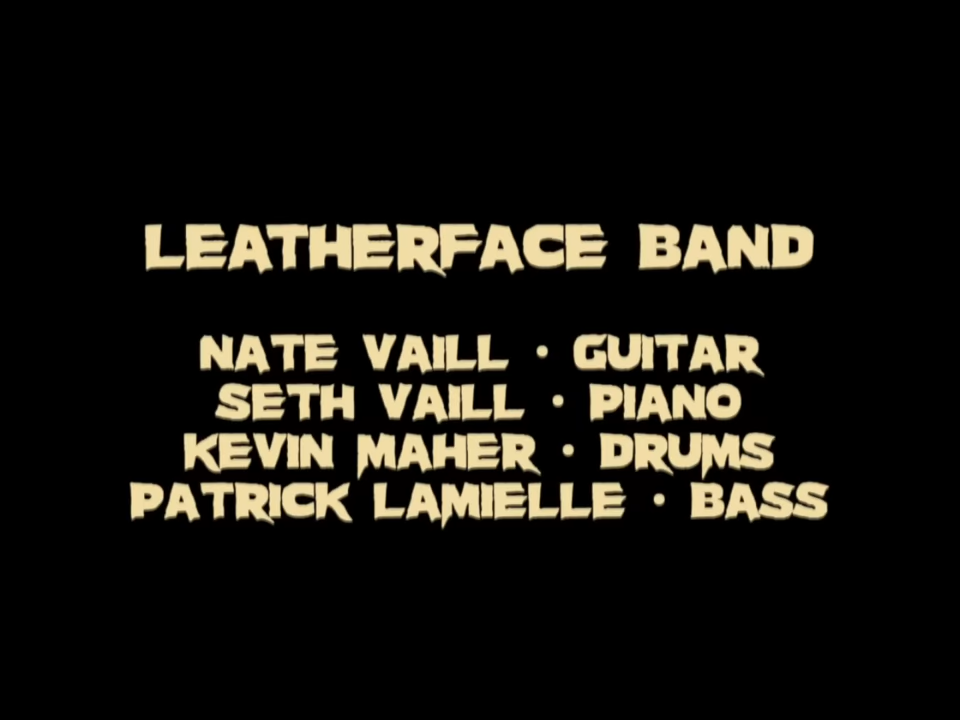 LEATHERFACE BAND
NATE VAILL • GUITAR
SETH VAILL • PIANO
KEVIN MAHER • DRUMS
PATRICK LAMIELLE • BASS